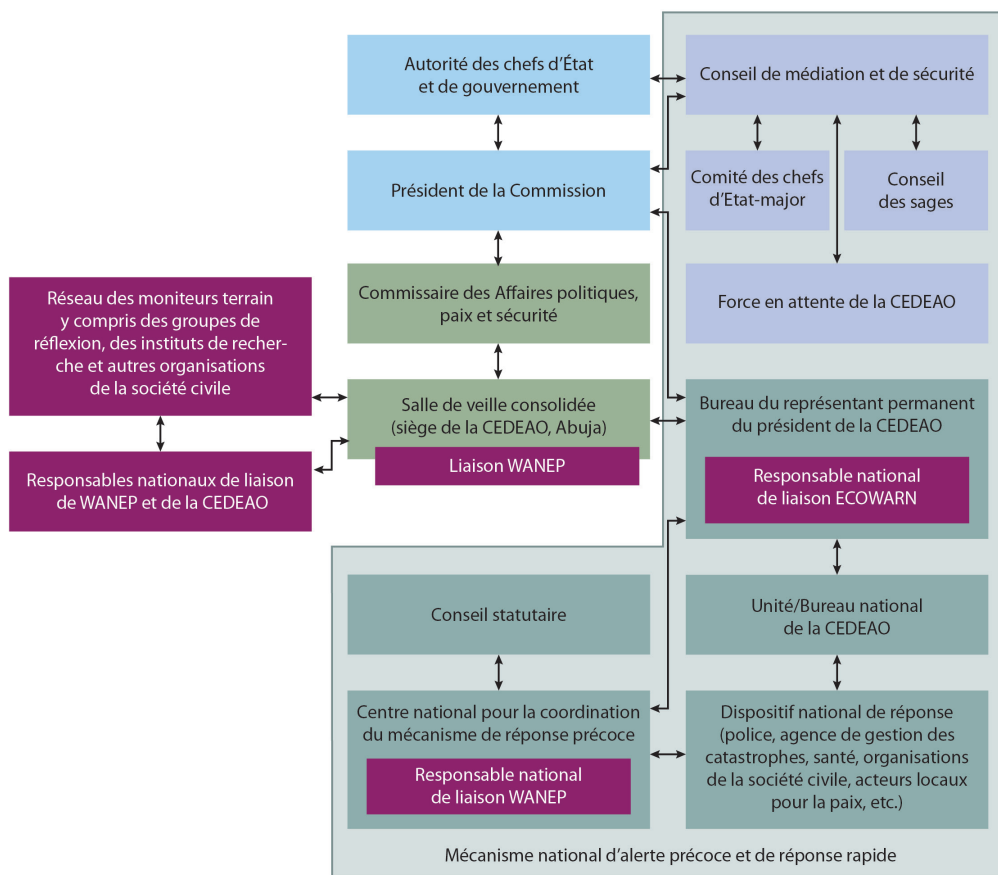 Autorité des chefs d’État
et de gouvernement
Conseil de médiation et de sécurité
Président de la Commission
Comité des chefs
d’Etat-major
Conseil
des sages
Commissaire des Affaires politiques,
paix et sécurité
Force en attente de la CEDEAO
Réseau des moniteurs terrain
y compris des groupes de
réflexion, des instituts de recher-
che et autres organisations
de la société civile
Salle de veille consolidée
(siège de la CEDEAO, Abuja)
Liaison WANEP
Bureau du représentant permanent
du président de la CEDEAO
Responsable national
de liaison ECOWARN
Responsables nationaux de liaison
de WANEP et de la CEDEAO
Conseil statutaire
Unité/Bureau national
de la CEDEAO
Centre national pour la coordination
du mécanisme de réponse précoce
Responsable national
de liaison WANEP
Dispositif national de réponse
(police, agence de gestion des
catastrophes, santé, organisations
de la société civile, acteurs locaux
pour la paix, etc.)
Mécanisme national d’alerte précoce et de réponse rapide